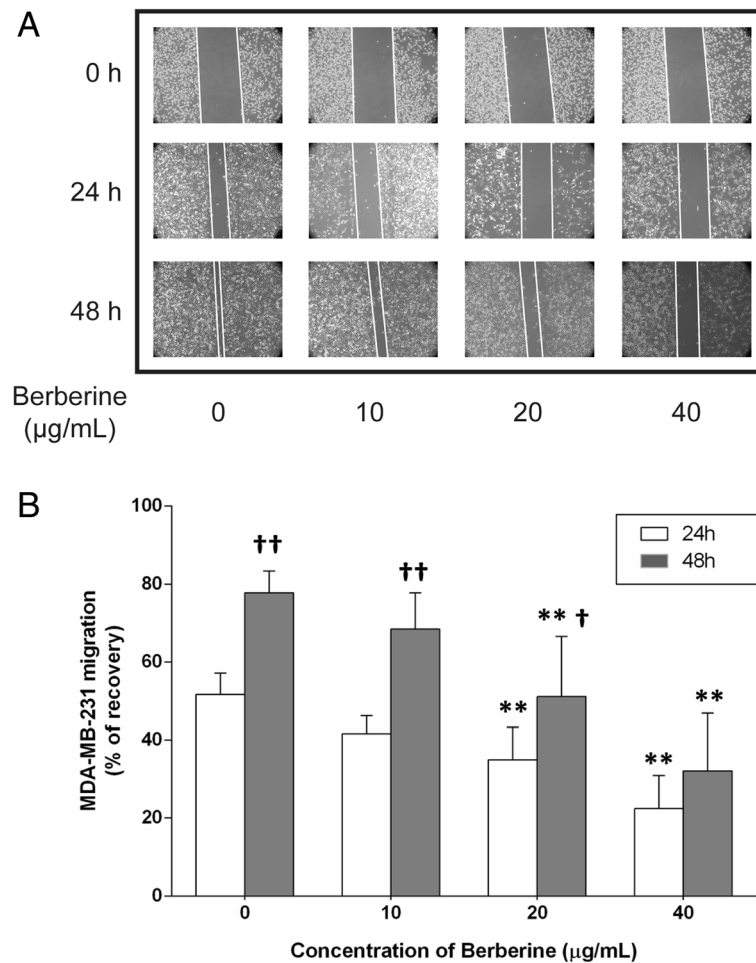 A
0 h
24 h
48 h
Berberine
(µg/mL)
0 10 20 40
B
100
80
60
40
20
0
MDA-MB-231 migration
(% of recovery)
24h
48h
††
††
** †
**
**
**
0 10 20 40
Concentration of Berberine (μg/mL)